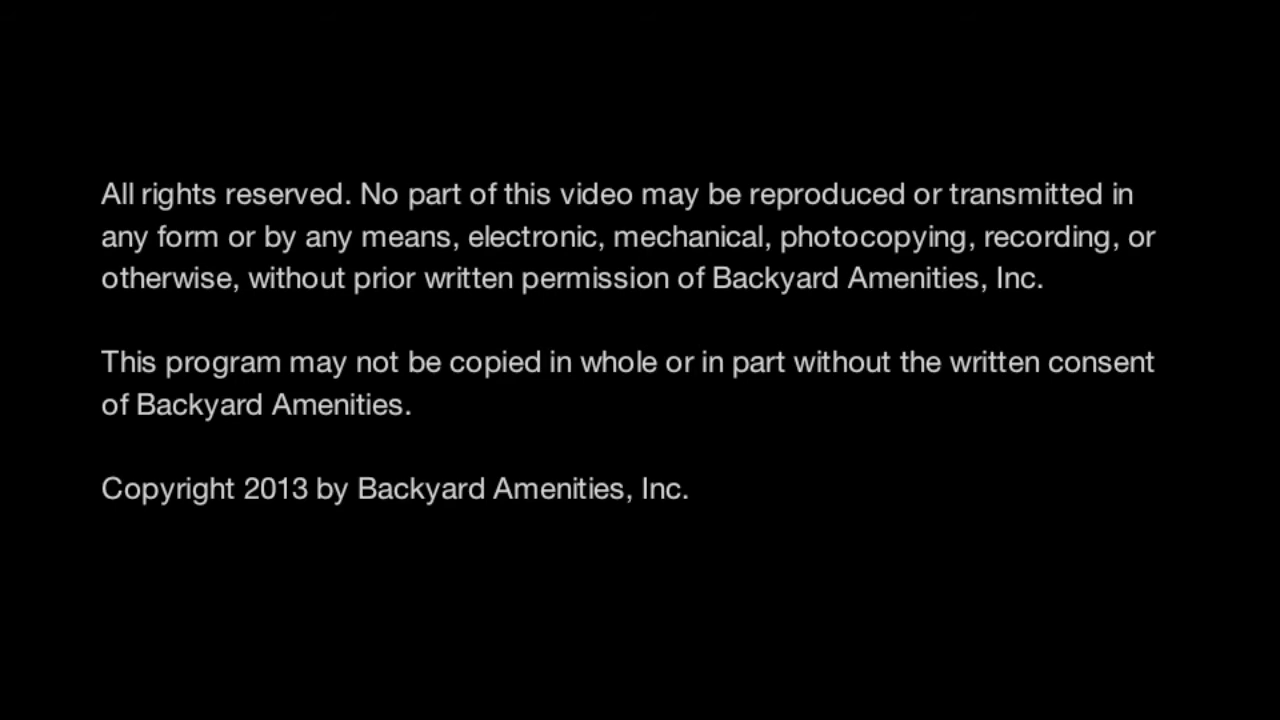 All rights reserved. No part of this video may be reproduced or transmitted in
any form or by any means, electronic, mechanical, photocopying, recording, or
otherwise, without prior written permission of Backyard Amenities, Inc.
This program may not be copied in whole or in part without the written consent
of Backyard Amenities.
Copyright 2013 by Backyard Amenities, Inc.